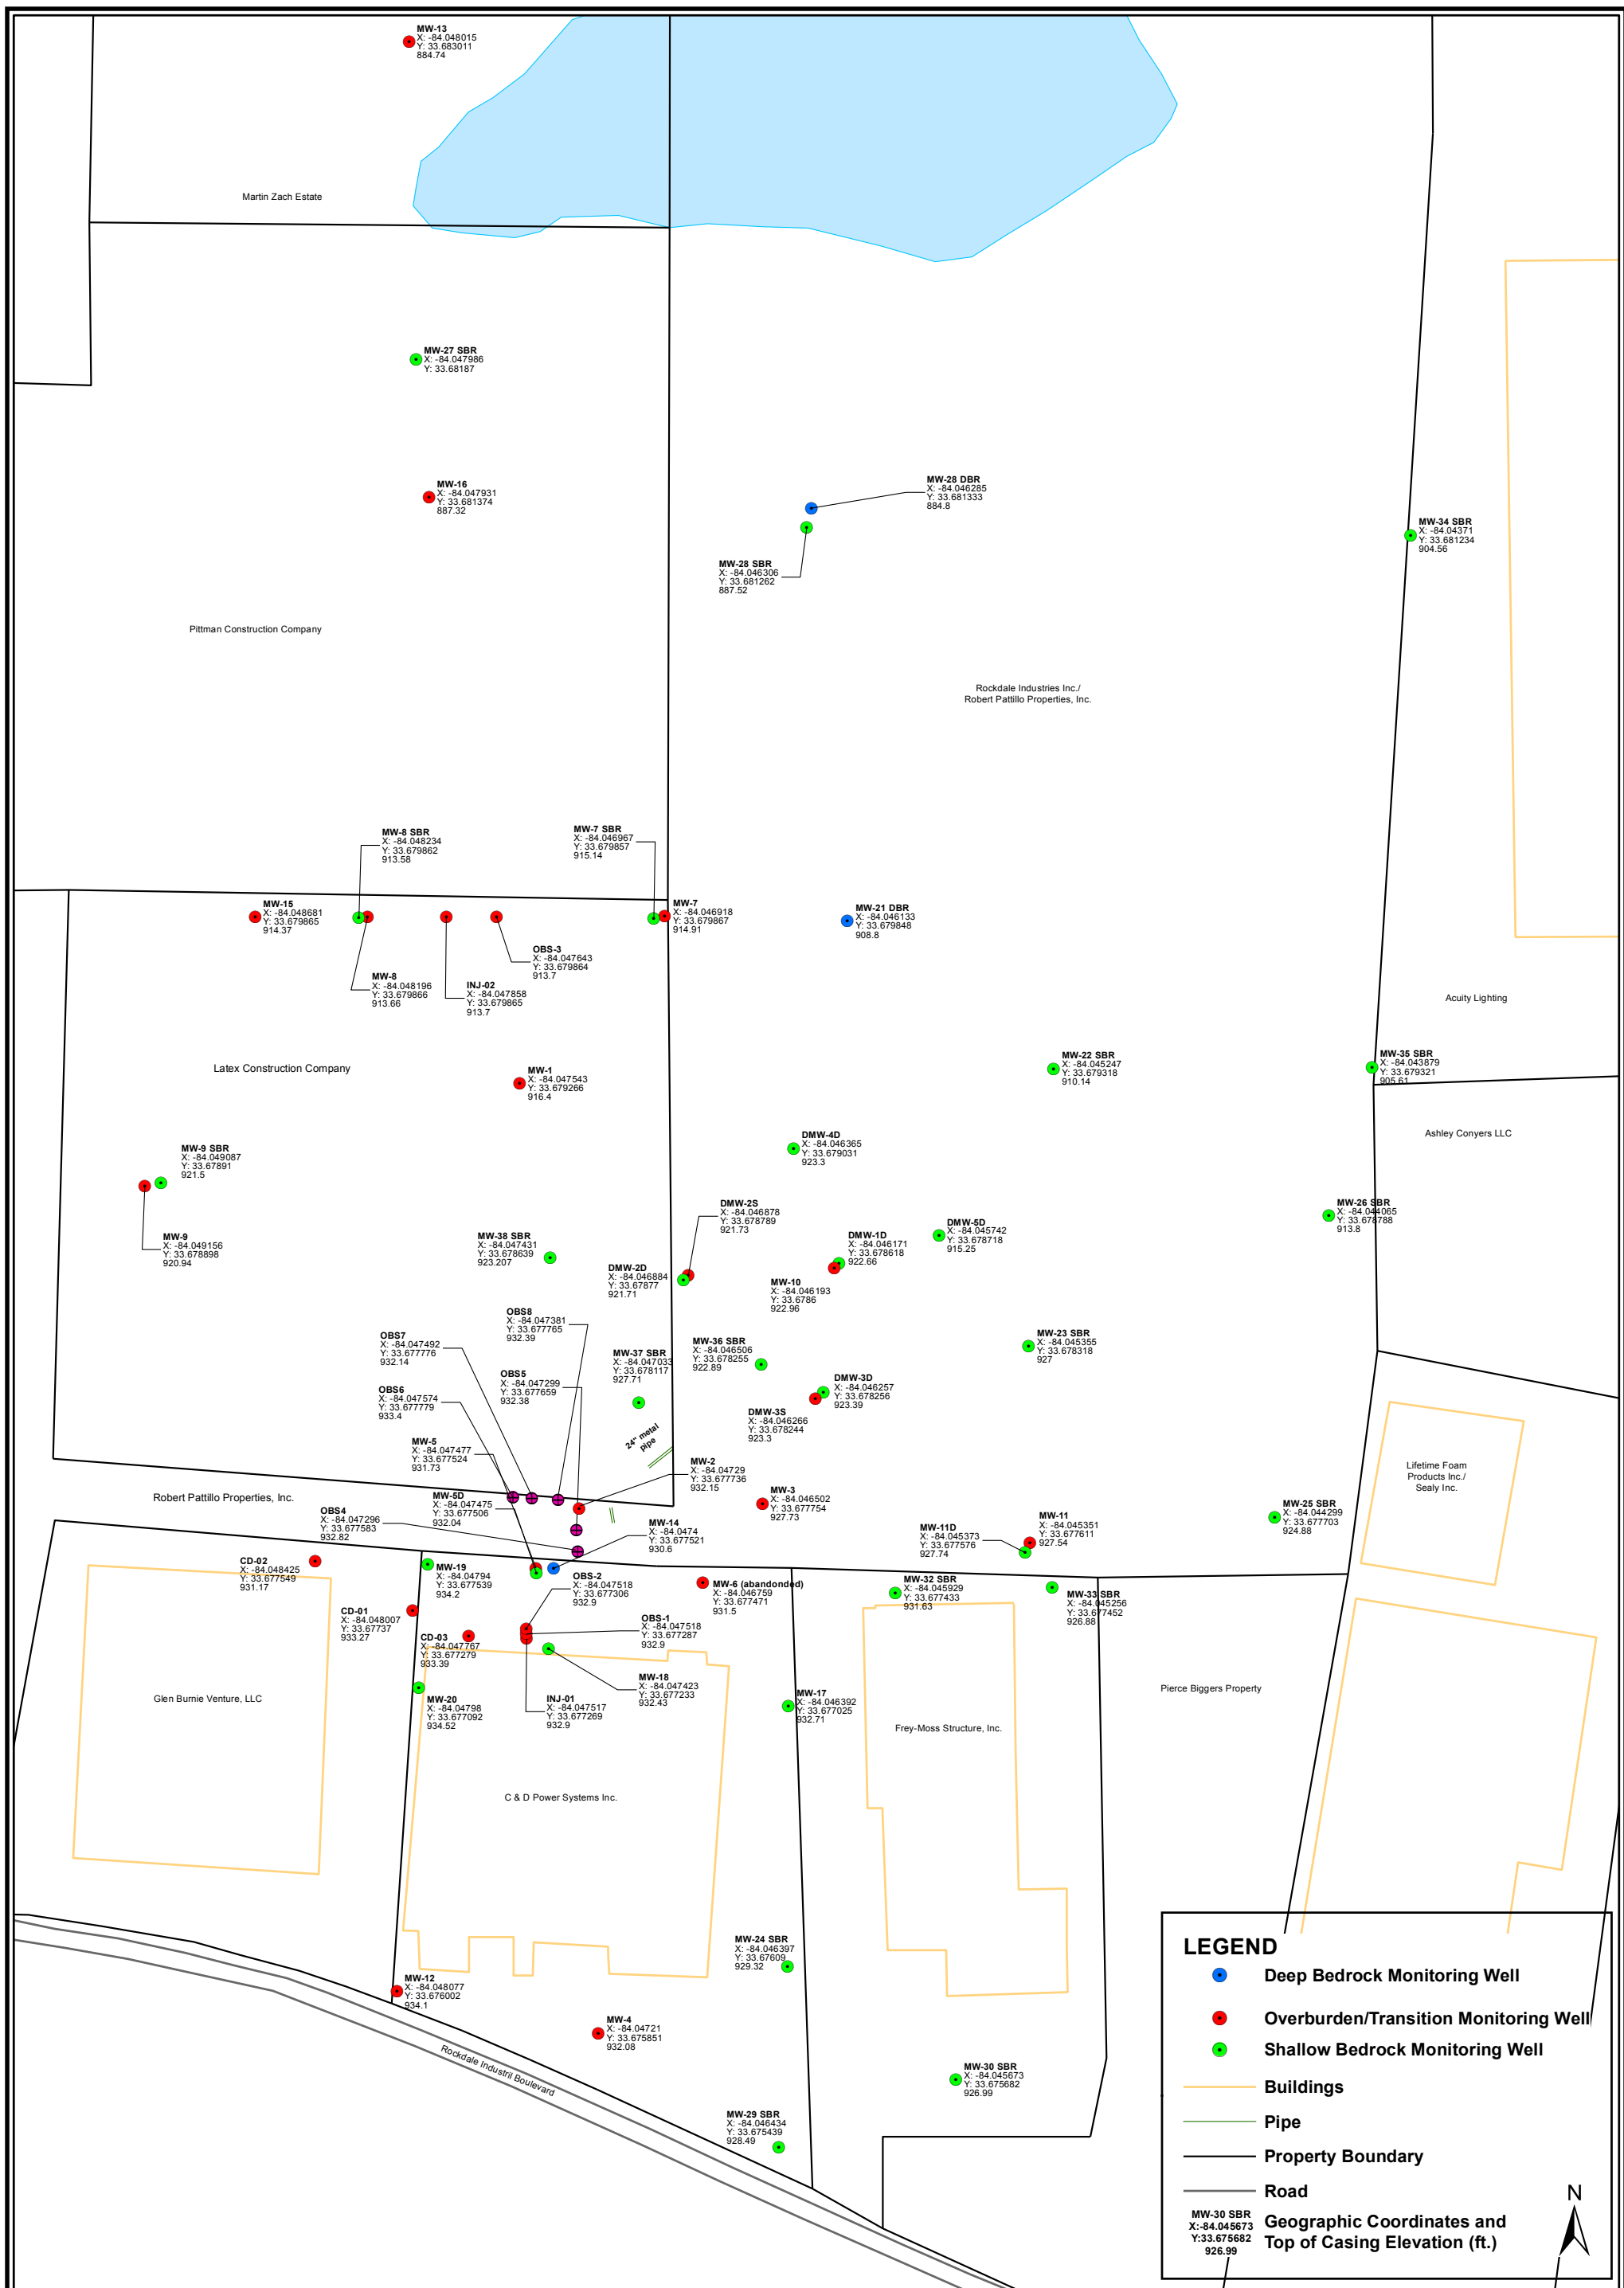 MW-13
X: -84.048015
Y: 33.683011
884.74
Martin Zach Estate
MW-27 SBR
X: -84.047986
Y: 33.68187
MW-16
X: -84.047931
Y: 33.681374
887.32
MW-28 DBR
X: -84.046285
Y: 33.681333
884.8
MW-34 SBR
X: -84.04371
Y: 33.681234
904.56
MW-28 SBR
X: -84.046306
Y: 33.681262
887.52
Pittman Construction Company
Rockdale Industries Inc./
Robert Pattillo Properties, Inc.
MW-8 SBR
X: -84.048234
Y: 33.679862
913.58
MW-7 SBR
X: -84.046967
Y: 33.679857
915.14
MW-15
X: -84.048681
Y: 33.679865
914.37
MW-7
X: -84.046918
Y: 33.679867
914.91
MW-21 DBR
X: -84.046133
Y: 33.679848
908.8
OBS-3
X: -84.047643
Y: 33.679864
913.7
MW-8
X: -84.048196
Y: 33.679866
913.66
INJ-02
X: -84.047858
Y: 33.679865
913.7
Acuity Lighting
Latex Construction Company
MW-1
X: -84.047543
Y: 33.679266
916.4
MW-22 SBR
X: -84.045247
Y: 33.679318
910.14
MW-35 SBR
X: -84.043879
Y: 33.679321
905.61
Ashley Conyers LLC
DMW-4D
X: -84.046365
Y: 33.679031
923.3
MW-9 SBR
X: -84.049087
Y: 33.67891
921.5
MW-9
X: -84.049156
Y: 33.678898
920.94
DMW-2S
X: -84.046878
Y: 33.678789
921.73
MW-26 SBR
X: -84.044065
Y: 33.678788
913.8
DMW-5D
X: -84.045742
Y: 33.678718
915.25
MW-38 SBR
X: -84.047431
Y: 33.678639
923.207
DMW-1D
X: -84.046171
Y: 33.678618
922.66
DMW-2D
X: -84.046884
Y: 33.67877
921.71
MW-10
X: -84.046193
Y: 33.6786
922.96
OBS8
X: -84.047381
Y: 33.677765
932.39
OBS7
X: -84.047492
Y: 33.677776
932.14
MW-37 SBR
X: -84.047033
Y: 33.678117
927.71
MW-36 SBR
X: -84.046506
Y: 33.678255
922.89
MW-23 SBR
X: -84.045355
Y: 33.678318
927
OBS6
X: -84.047574
Y: 33.677779
933.4
OBS5
X: -84.047299
Y: 33.677659
932.38
DMW-3D
X: -84.046257
Y: 33.678256
923.39
DMW-3S
X: -84.046266
Y: 33.678244
923.3
24" metal
pipe
MW-5
X: -84.047477
Y: 33.677524
931.73
MW-2
X: -84.04729
Y: 33.677736
932.15
Lifetime Foam
Products Inc./
Sealy Inc.
Robert Pattillo Properties, Inc.
MW-5D
X: -84.047475
Y: 33.677506
932.04
MW-3
X: -84.046502
Y: 33.677754
927.73
MW-25 SBR
X: -84.044299
Y: 33.677703
924.88
OBS4
X: -84.047296
Y: 33.677583
932.82
MW-14
X: -84.0474
Y: 33.677521
930.6
MW-11D
X: -84.045373
Y: 33.677576
927.74
MW-11
X: -84.045351
Y: 33.677611
927.54
CD-02
X: -84.048425
Y: 33.677549
931.17
MW-19
X: -84.04794
Y: 33.677539
934.2
OBS-2
X: -84.047518
Y: 33.677306
932.9
MW-6 (abandonded)
X: -84.046759
Y: 33.677471
931.5
MW-32 SBR
X: -84.045929
Y: 33.677433
931.63
MW-33 SBR
X: -84.045256
Y: 33.677452
926.88
CD-01
X: -84.048007
Y: 33.67737
933.27
OBS-1
X: -84.047518
Y: 33.677287
932.9
CD-03
X: -84.047767
Y: 33.677279
933.39
MW-18
X: -84.047423
Y: 33.677233
932.43
Glen Burnie Venture, LLC
MW-20
X: -84.04798
Y: 33.677092
934.52
INJ-01
X: -84.047517
Y: 33.677269
932.9
MW-17
X: -84.046392
Y: 33.677025
932.71
Pierce Biggers Property
Frey-Moss Structure, Inc.
C & D Power Systems Inc.
MW-24 SBR
X: -84.046397
Y: 33.67609
929.32
MW-12
X: -84.048077
Y: 33.676002
934.1
MW-4
X: -84.04721
Y: 33.675851
932.08
Rockdale Industril Boulevard
MW-30 SBR
X: -84.045673
Y: 33.675682
926.99
MW-29 SBR
X: -84.046434
Y: 33.675439
928.49
LEGEND
Deep Bedrock Monitoring Well
Overburden/Transition Monitoring Well
Shallow Bedrock Monitoring Well
Buildings
Pipe
Property Boundary
Road
MW-30 SBR
X:-84.045673
Y:33.675682
926.99
Geographic Coordinates and
Top of Casing Elevation (ft.)
N